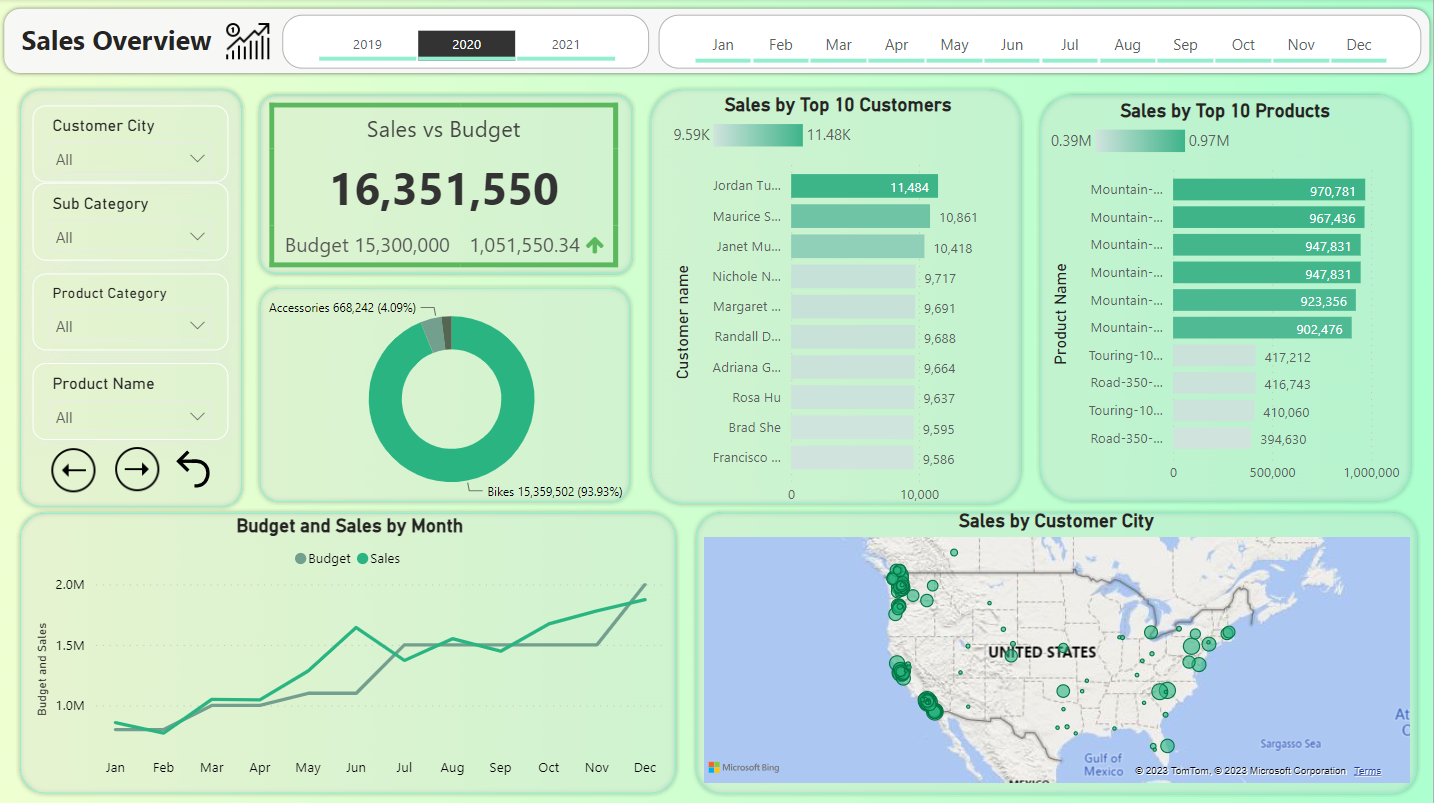 Sales Overview
2019 2020 2021
Jan Feb Mar Apr May Jun Jul Aug Sep Oct Nov Dec
Customer City
All
Sub Category
All
Product Category
All
Product Name
All
Sales vs Budget
16,351,550
Budget 15,300,000 1,051,550.34
Accessories 668,242 (4.09%)
Bikes 15,359,502 (93.93%)
Sales by Top 10 Customers
9.59K 11.48K
Customer name
Jordan Tu... 11,484
Maurice S... 10,861
Janet Mu... 10,418
Nichole N... 9,717
Margaret ... 9,691
Randall D... 9,688
Adriana G... 9,664
Rosa Hu 9,637
Brad She 9,595
Francisco ... 9,586
0 10,000
Sales by Top 10 Products
0.39M 0.97M
Product Name
Mountain-... 970,781
Mountain-... 967,436
Mountain-... 947,831
Mountain-... 947,831
Mountain-... 923,356
Mountain-... 902,476
Touring-10... 417,212
Road-350-... 416,743
Touring-10... 410,060
Road-350-... 394,630
0 500,000 1,000,000
Budget and Sales by Month
Budget Sales
Budget and Sales
2.0M
1.5M
1.0M
Jan Feb Mar Apr May Jun Jul Aug Sep Oct Nov Dec
Sales by Customer City
UNITED STATES
At
Sargasso Sea
Gulf of
Mexico
Microsoft Bing
© 2023 TomTom, © 2023 Microsoft Corporation Terms